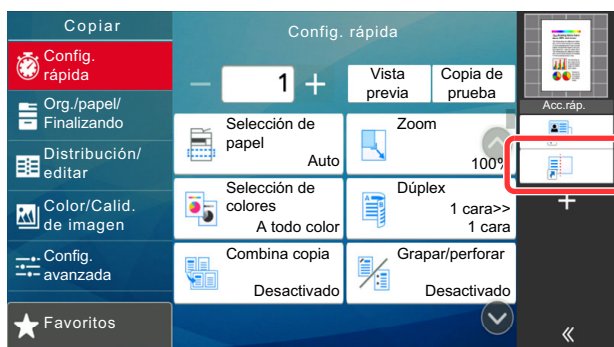 Copiar
Config.
rápida
Org./papel/
Finalizando
Distribución/
editar
Color/Calid.
de imagen
Config.
avanzada
Favoritos
Config. rápida
1
Vista
previa
Copia de
prueba
Selección de
papel
Auto
Zoom
100%
Selección de
colores
A todo color
Dúplex
1 cara>>
1 cara
Combina copia
Desactivado
Grapar/perforar
Desactivado
Acc.ráp.